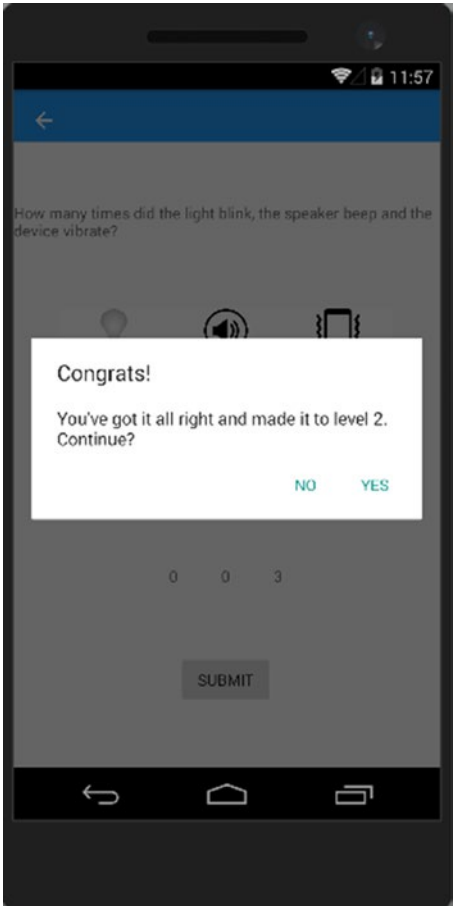 11:57
How many times did the light blink, the speaker beep and the
device vibrate?
Congrats!
You've got it all right and made it to level 2.
Continue?
NO YES
0 0 3
SUBMIT